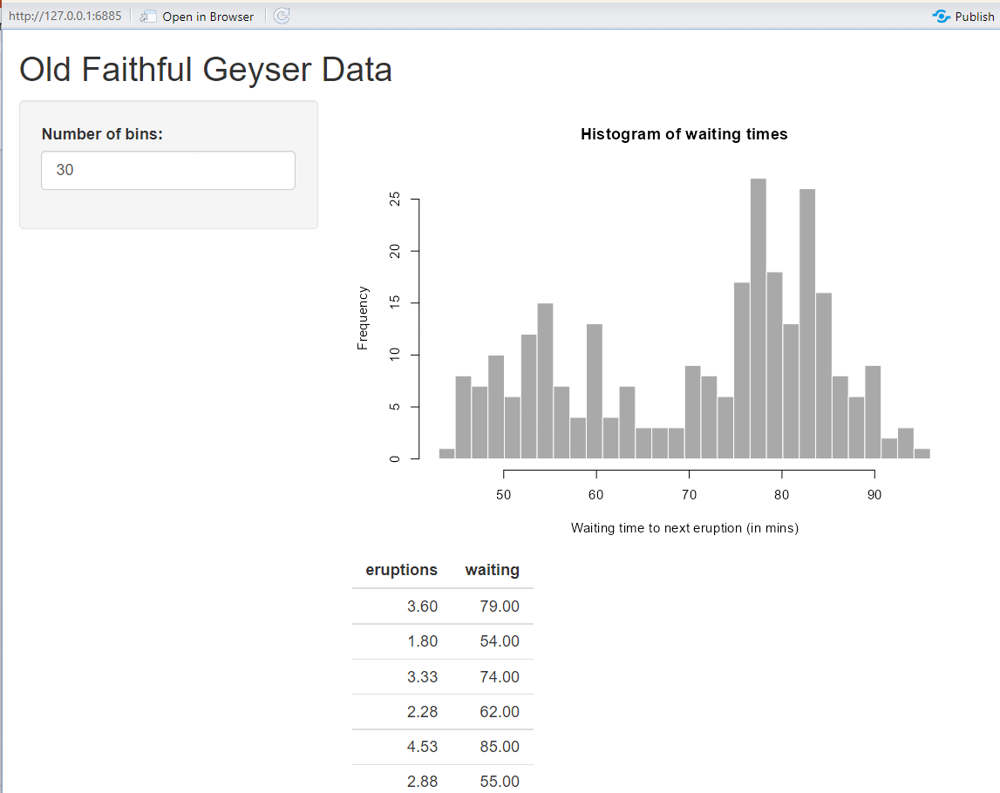 http://127.0.0.1:6885 Open in Browser Publish
Old Faithful Geyser Data
Number of bins:
30
Histogram of waiting times
Frequency
25
20
15
10
5
0
50 60 70 80 90
Waiting time to next eruption (in mins)
eruptions waiting
3.60 79.00
1.80 54.00
3.33 74.00
2.28 62.00
4.53 85.00
2.88 55.00